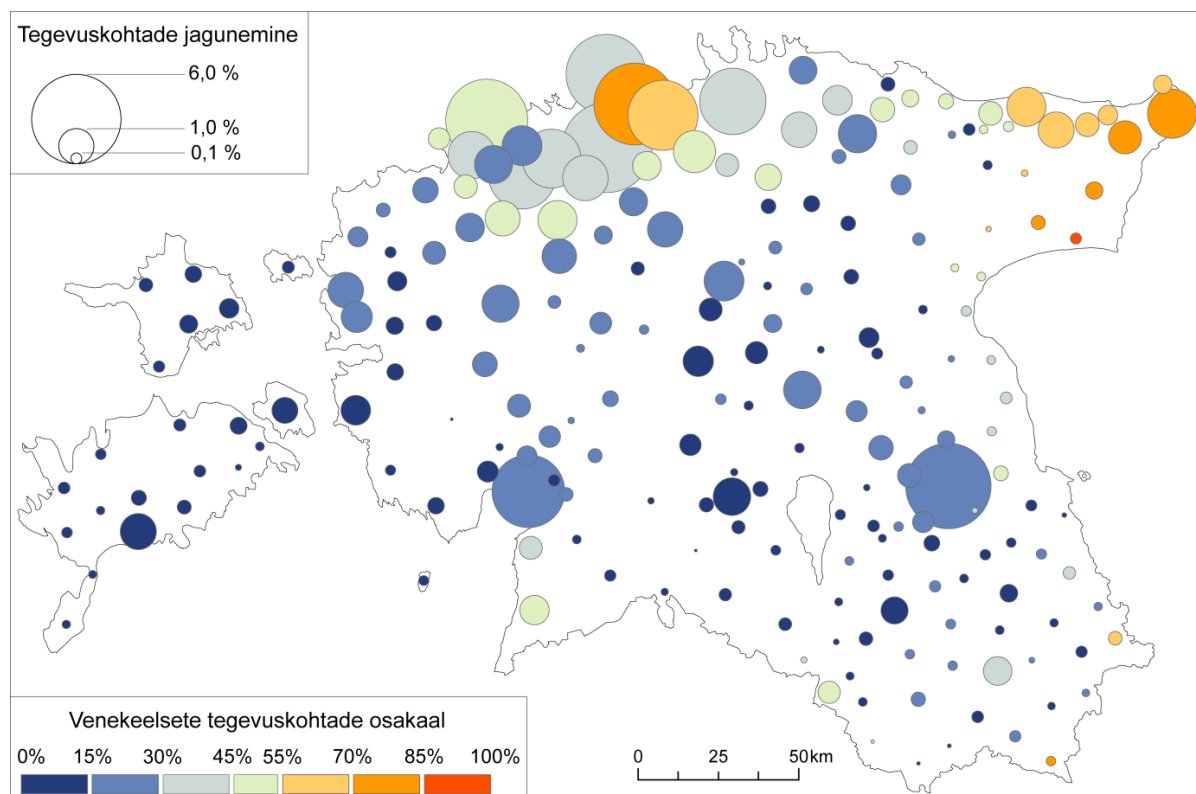 Tegevuskohtade jagunemine
6,0 %
1,0 %
0,1 %
Venekeelsete tegevuskohtade osakaal
0% 15% 30% 45% 55% 70% 85% 100%
0 25 50km